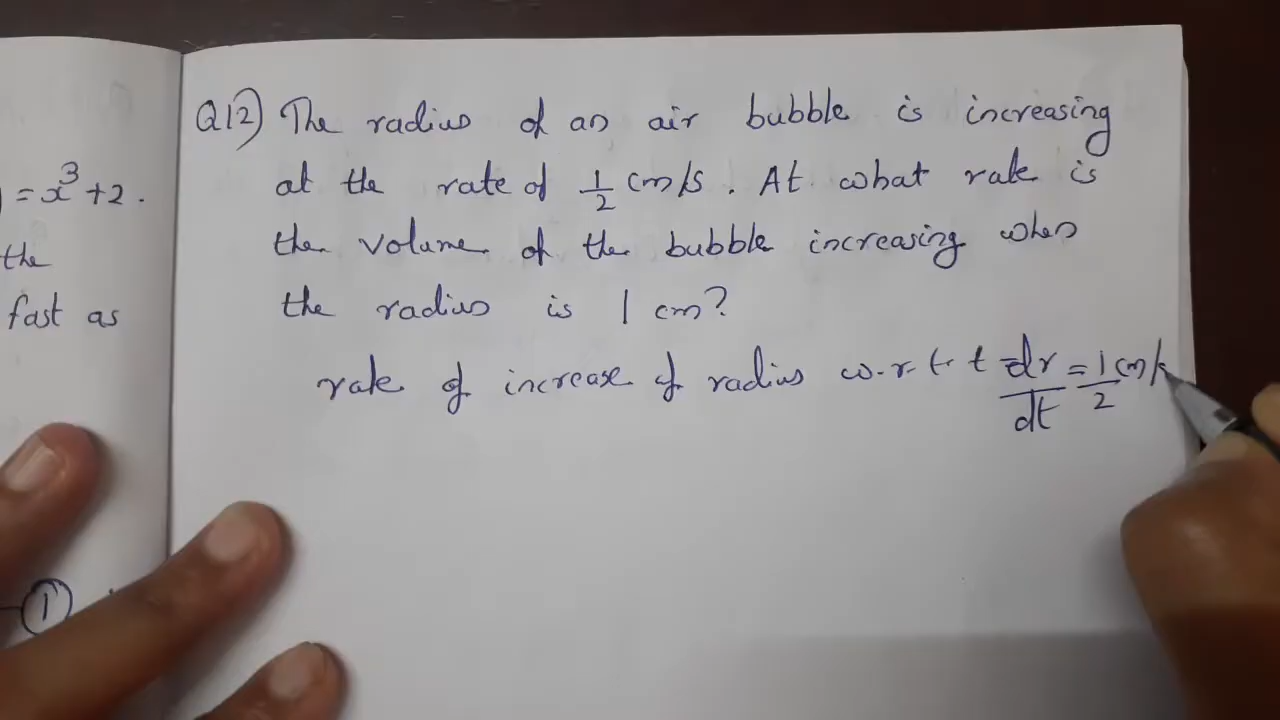 = x³ + 2 .
the
fast as
①
Q12) The radius of an air bubble is increasing
at the rate of 1/2 cm/s . At what rate is
the volume of the bubble increasing when
the radius is 1 cm?
rate of increase of radius w.r.t. t = dr/dt = 1/2 cm/s